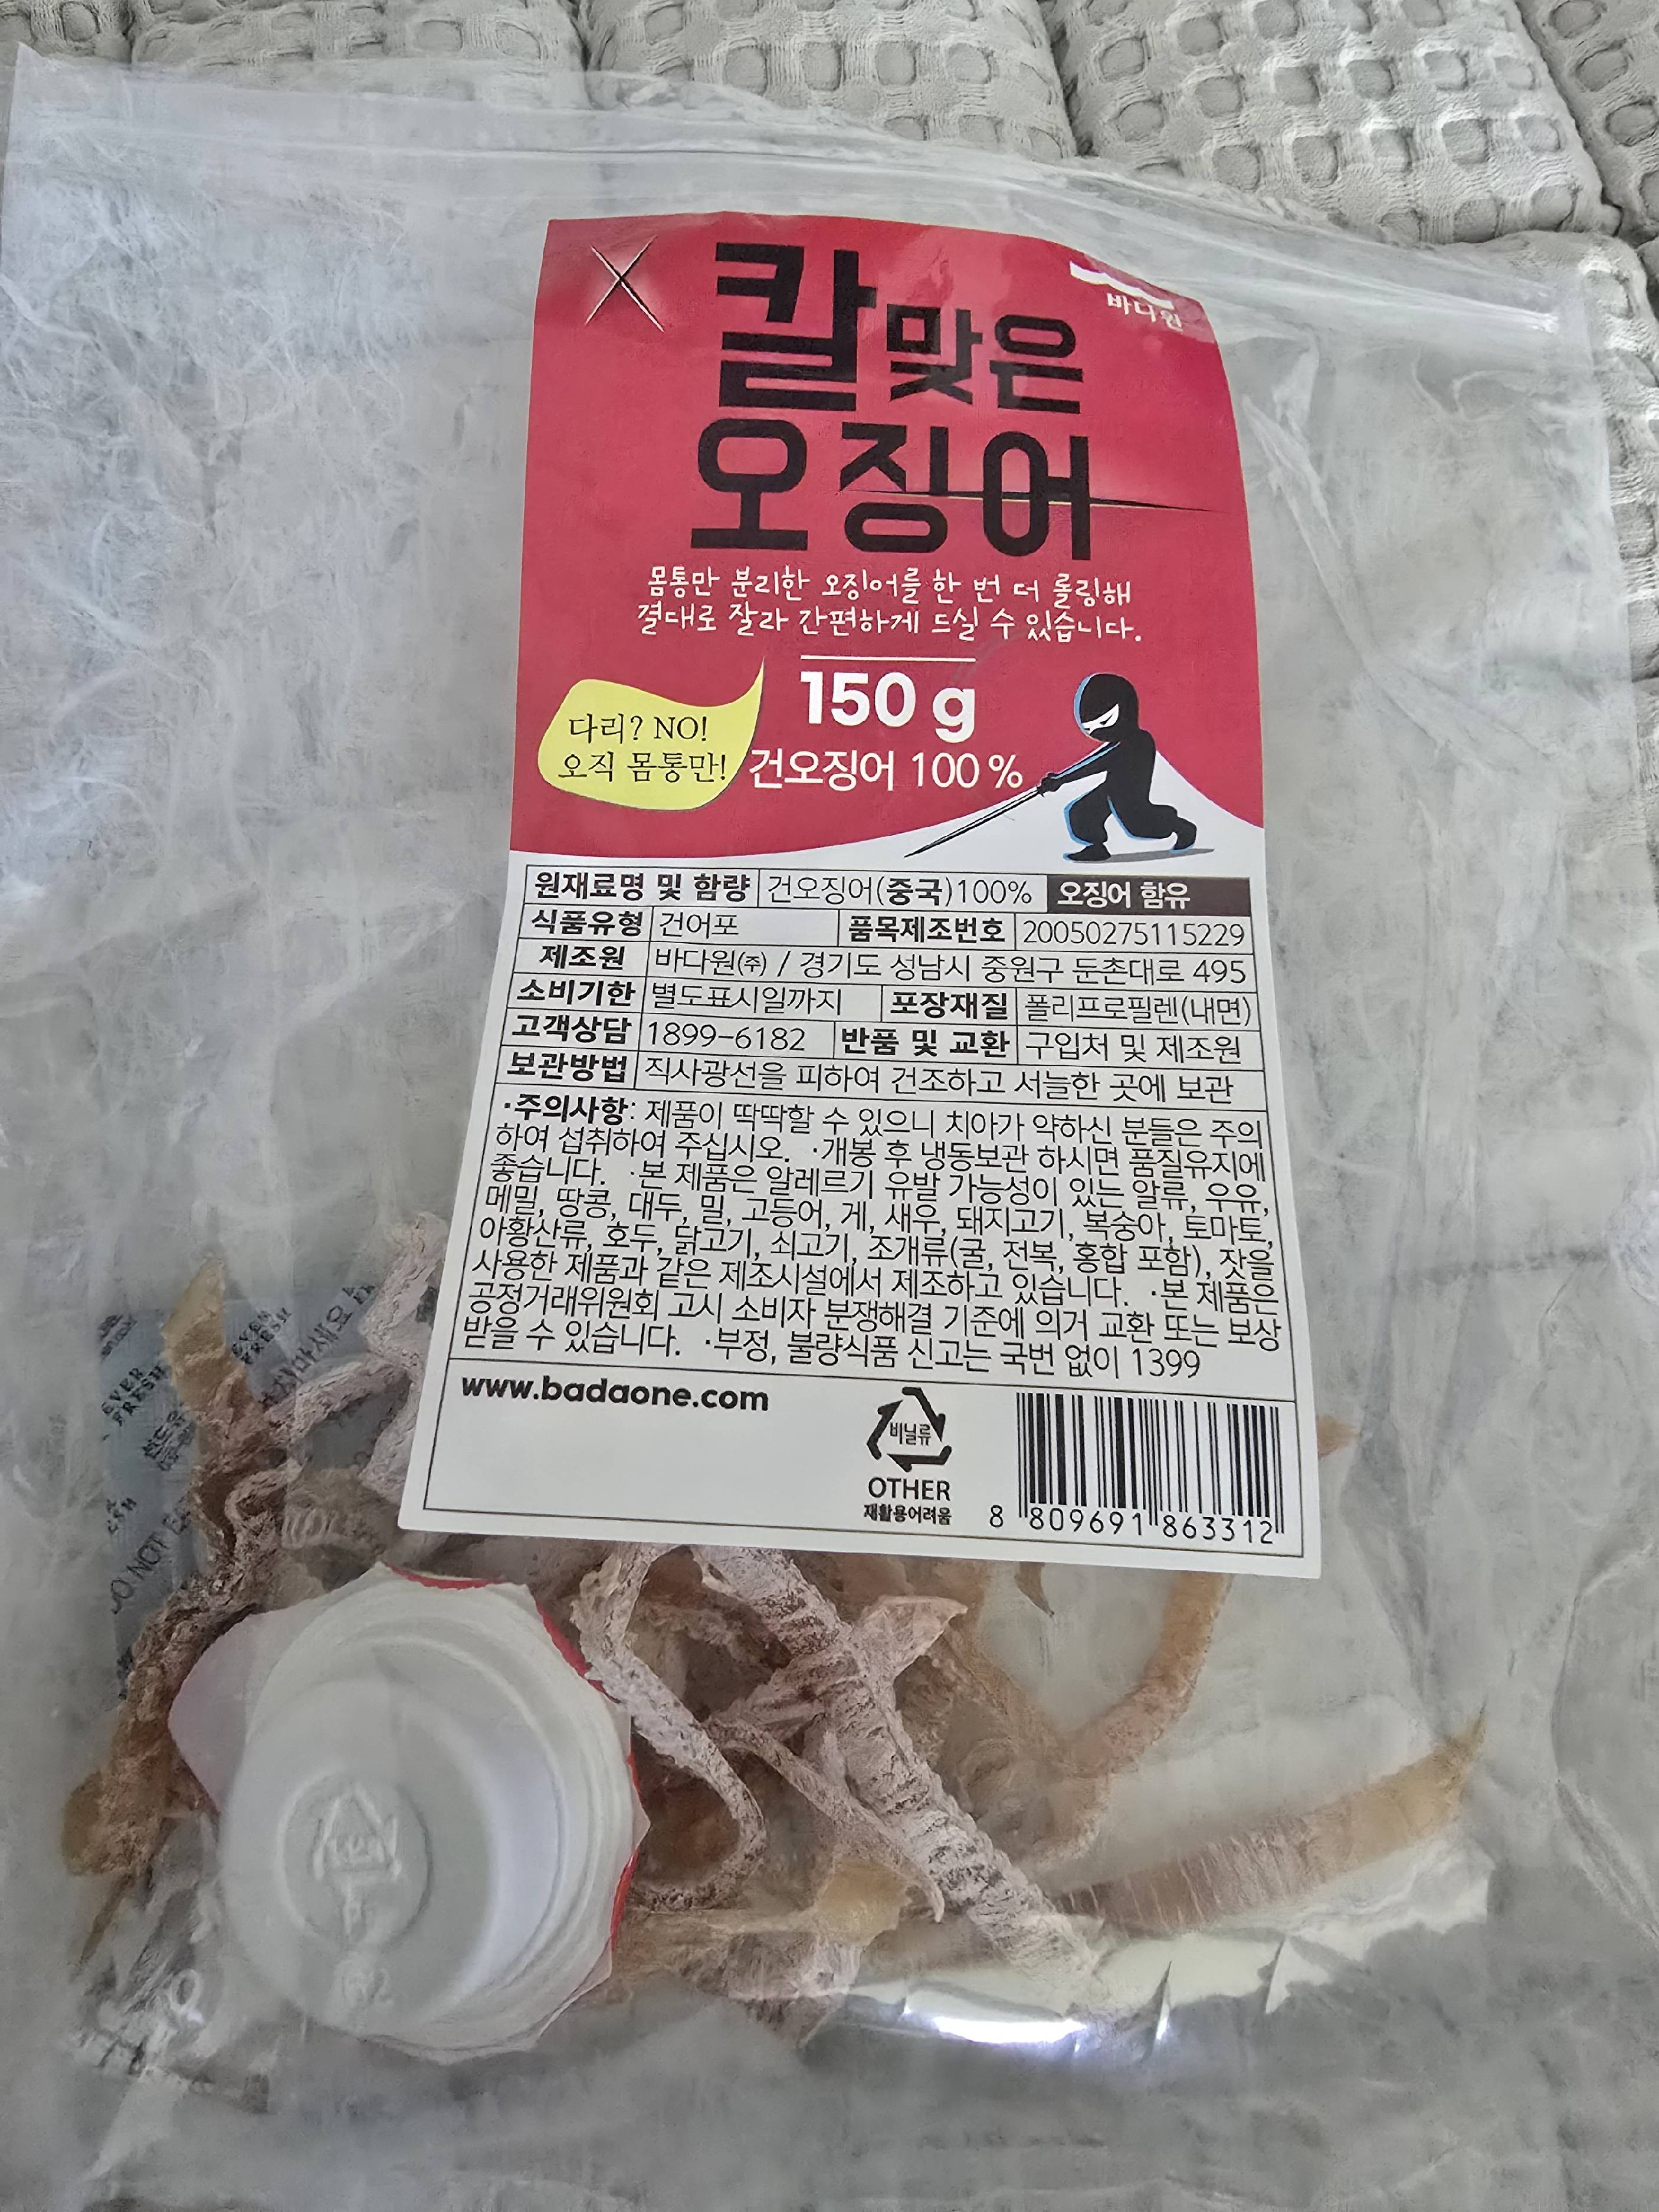 바다원
칼맞은
오징어
몸통만 분리한 오징어를 한 번 더 롤링해
결대로 잘라 간편하게 드실 수 있습니다.
150 g
다리? NO!
오직 몸통만!
건오징어 100 %
원재료명 및 함량 건오징어(중국)100% 오징어 함유
식품유형 건어포 품목제조번호 20050275115229
제조원 바다원㈜ / 경기도 성남시 중원구 둔촌대로 495
소비기한 별도표시일까지 포장재질 폴리프로필렌(내면)
고객상담 1899-6182 반품 및 교환 구입처 및 제조원
보관방법 직사광선을 피하여 건조하고 서늘한 곳에 보관
·주의사항: 제품이 딱딱할 수 있으니 치아가 약하신 분들은 주의
하여 섭취하여 주십시오. ·개봉 후 냉동보관 하시면 품질유지에
좋습니다. ·본 제품은 알레르기 유발 가능성이 있는 알류, 우유,
메밀, 땅콩, 대두, 밀, 고등어, 게, 새우, 돼지고기, 복숭아, 토마토,
아황산류, 호두, 닭고기, 쇠고기, 조개류(굴, 전복, 홍합 포함), 잣을
사용한 제품과 같은 제조시설에서 제조하고 있습니다. ·본 제품은
공정거래위원회 고시 소비자 분쟁해결 기준에 의거 교환 또는 보상
받을 수 있습니다. ·부정, 불량식품 신고는 국번 없이 1399
www.badaone.com
비닐류
OTHER
재활용어려움
8 809691 863312
EVER
FRESH
EVER
FRESH
DO NOT EA